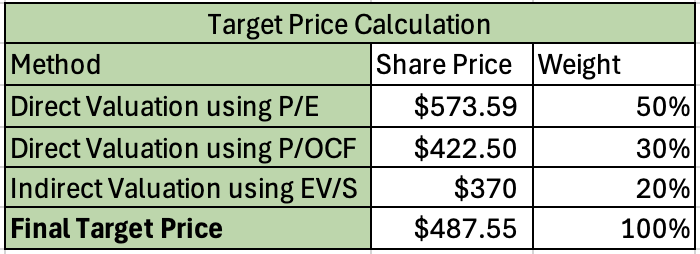 Target Price Calculation
Method Share Price Weight
Direct Valuation using P/E $573.59 50%
Direct Valuation using P/OCF $422.50 30%
Indirect Valuation using EV/S $370 20%
Final Target Price $487.55 100%